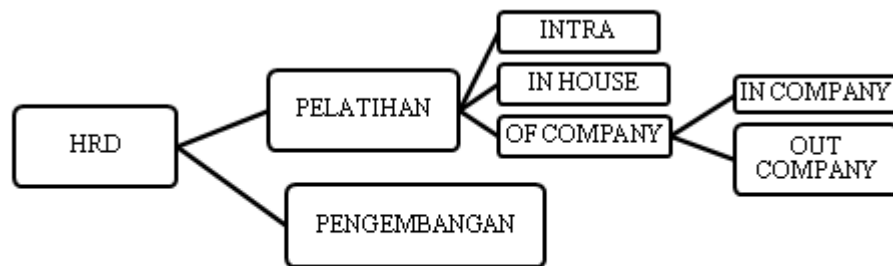 HRD
PELATIHAN
PENGEMBANGAN
INTRA
IN HOUSE
OF COMPANY
IN COMPANY
OUT
COMPANY